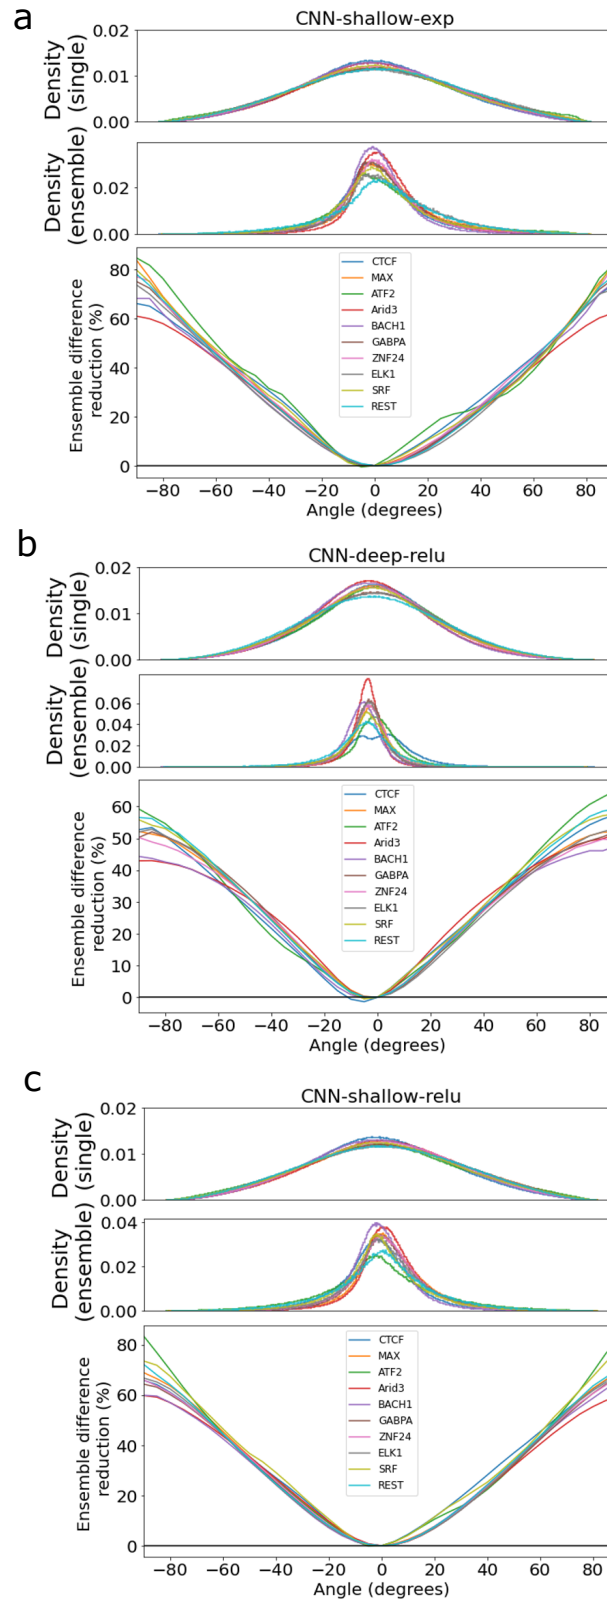 a
CNN-shallow-exp
Density
(single)
0.02
0.01
0.00
Density
(ensemble)
0.02
0.00
Ensemble difference
reduction (%)
80
60
40
20
0
CTCF
MAX
ATF2
Arid3
BACH1
GABPA
ZNF24
ELK1
SRF
REST
−80 −60 −40 −20 0 20 40 60 80
Angle (degrees)
b
CNN-deep-relu
Density
(single)
0.02
0.01
0.00
Density
(ensemble)
0.06
0.04
0.02
0.00
Ensemble difference
reduction (%)
60
50
40
30
20
10
0
CTCF
MAX
ATF2
Arid3
BACH1
GABPA
ZNF24
ELK1
SRF
REST
−80 −60 −40 −20 0 20 40 60 80
Angle (degrees)
c
CNN-shallow-relu
Density
(single)
0.02
0.01
0.00
Density
(ensemble)
0.04
0.02
0.00
Ensemble difference
reduction (%)
80
60
40
20
0
CTCF
MAX
ATF2
Arid3
BACH1
GABPA
ZNF24
ELK1
SRF
REST
−80 −60 −40 −20 0 20 40 60 80
Angle (degrees)